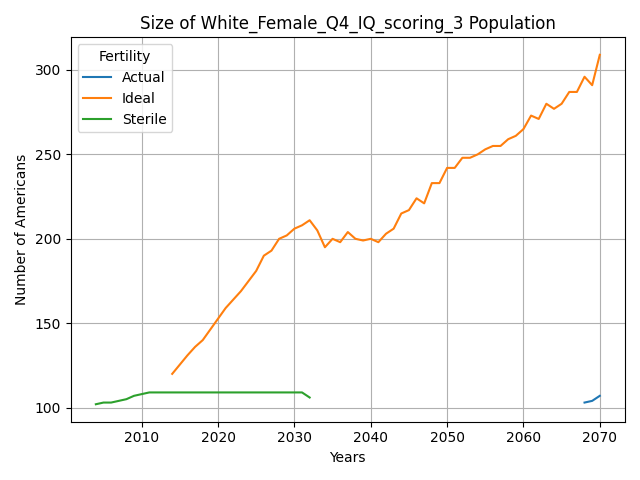 Size of White_Female_Q4_IQ_scoring_3 Population
Fertility
Actual
Ideal
Sterile
Number of Americans
300
250
200
150
100
2010 2020 2030 2040 2050 2060 2070
Years